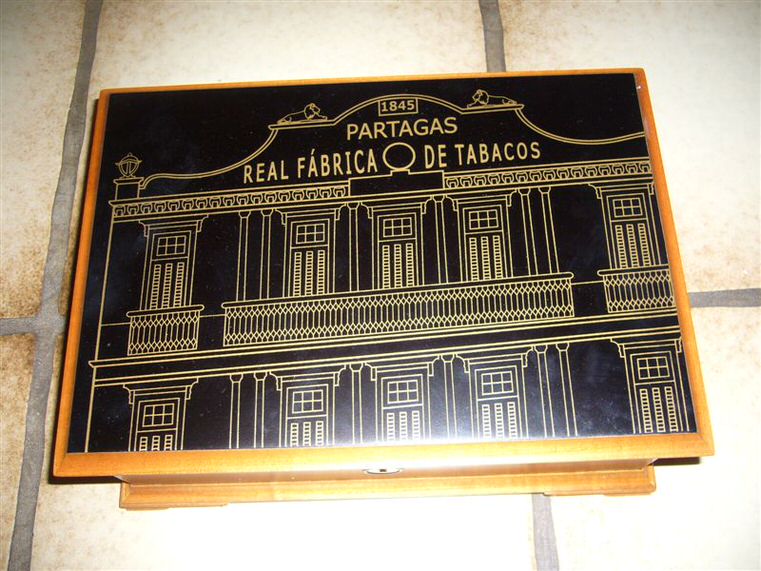 1845
PARTAGAS
REAL FÁBRICA DE TABACOS